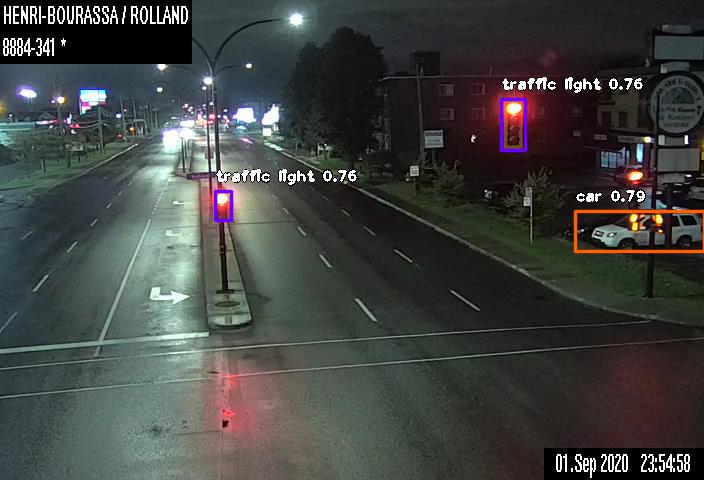 HENRI-BOURASSA / ROLLAND
8884-341 *
traffic light 0.76
traffic light 0.76
car 0.79
01.Sep 2020 23:54:58